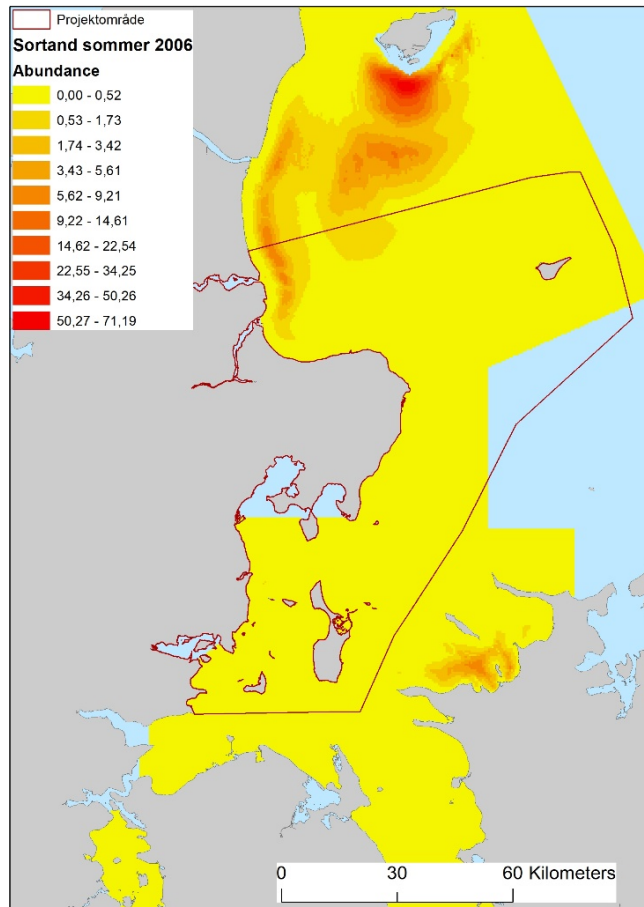 Projektområde
Sortand sommer 2006
Abundance
0,00 - 0,52
0,53 - 1,73
1,74 - 3,42
3,43 - 5,61
5,62 - 9,21
9,22 - 14,61
14,62 - 22,54
22,55 - 34,25
34,26 - 50,26
50,27 - 71,19
0 30 60 Kilometers